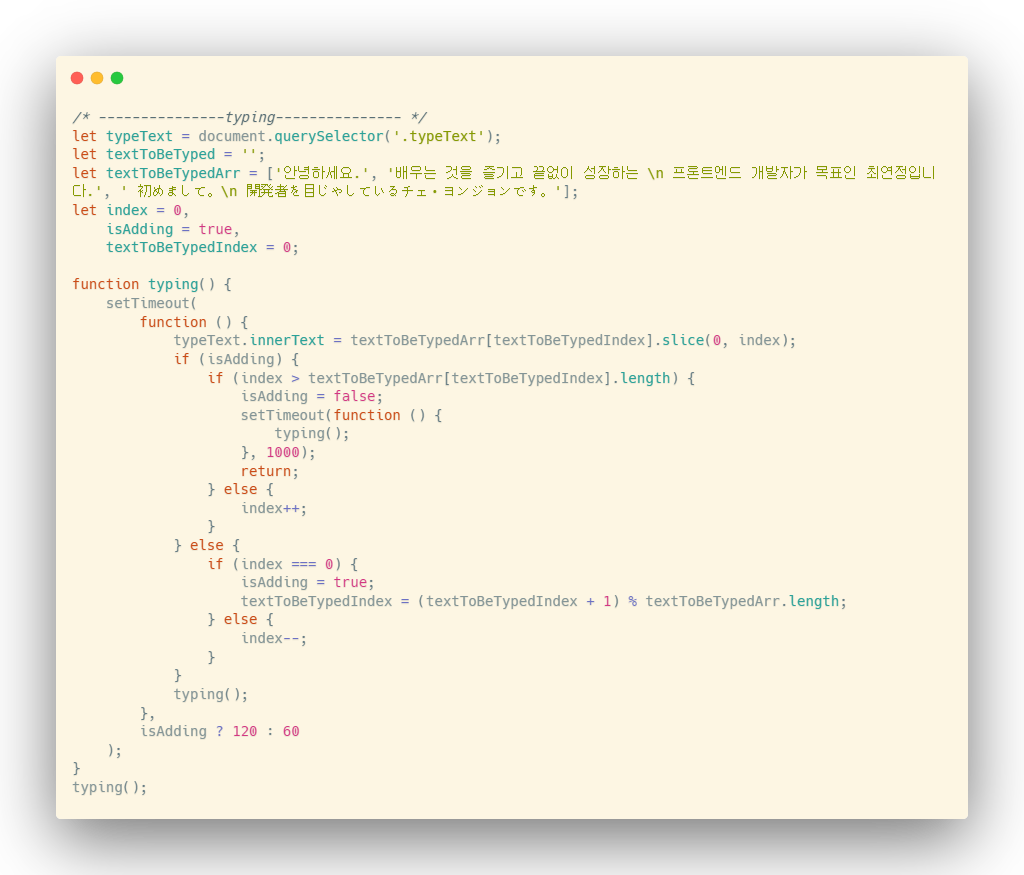 /* ---------------typing--------------- */
let typeText = document.querySelector('.typeText');
let textToBeTyped = '';
let textToBeTypedArr = ['안녕하세요.', '배우는 것을 즐기고 끝없이 성장하는 \n 프론트엔드 개발자가 목표인 최연정입니
다.', ' 初めまして。\n 開発者を目じゃしているチェ・ヨンジョンです。'];
let index = 0,
    isAdding = true,
    textToBeTypedIndex = 0;

function typing() {
    setTimeout(
        function () {
            typeText.innerText = textToBeTypedArr[textToBeTypedIndex].slice(0, index);
            if (isAdding) {
                if (index > textToBeTypedArr[textToBeTypedIndex].length) {
                    isAdding = false;
                    setTimeout(function () {
                        typing();
                    }, 1000);
                    return;
                } else {
                    index++;
                }
            } else {
                if (index === 0) {
                    isAdding = true;
                    textToBeTypedIndex = (textToBeTypedIndex + 1) % textToBeTypedArr.length;
                } else {
                    index--;
                }
            }
            typing();
        },
        isAdding ? 120 : 60
    );
}
typing();